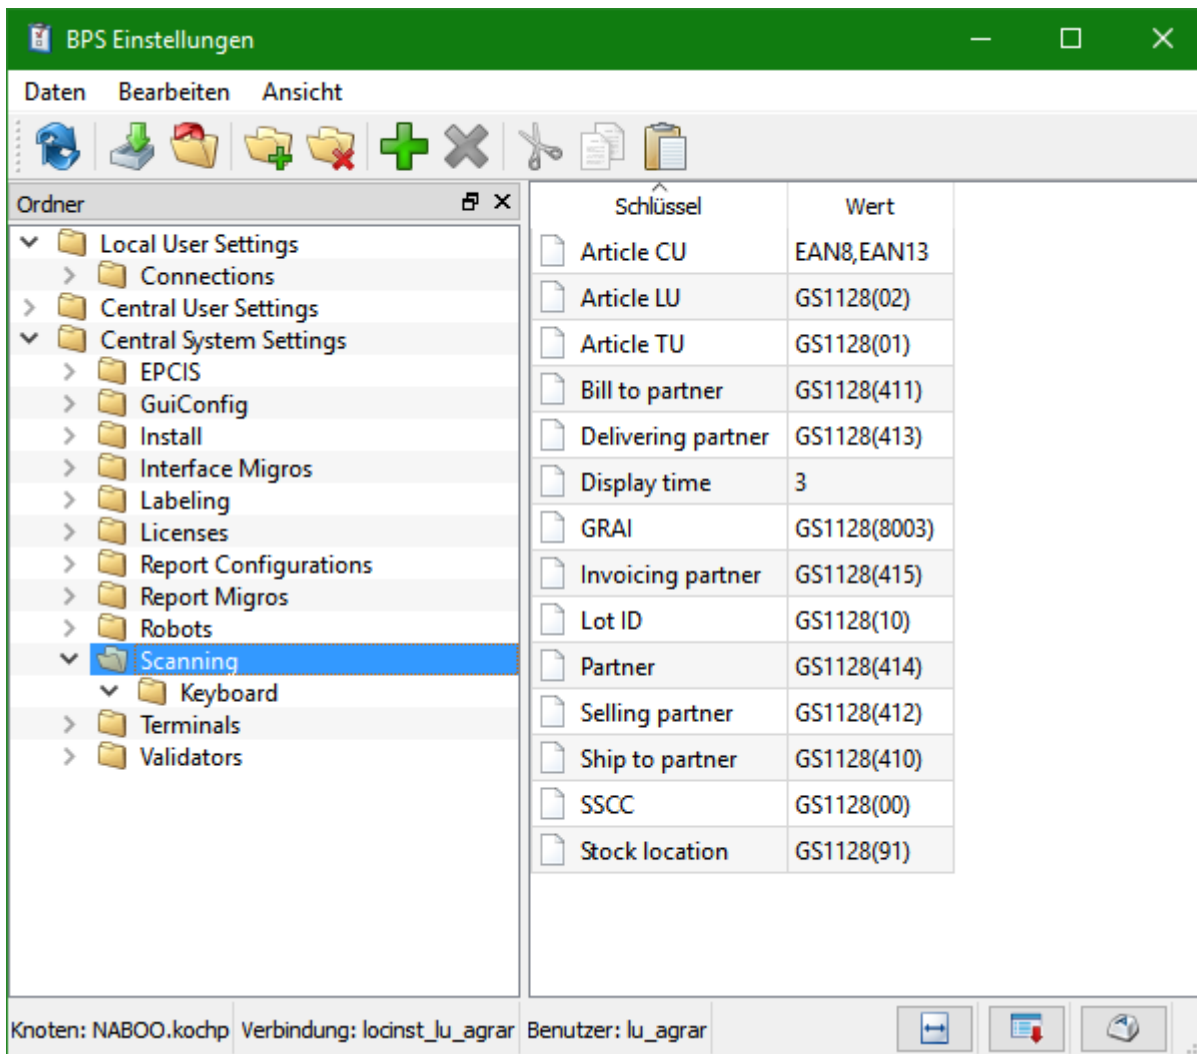 BPS Einstellungen
Daten Bearbeiten Ansicht
Ordner
Local User Settings
Connections
Central User Settings
Central System Settings
EPCIS
GuiConfig
Install
Interface Migros
Labeling
Licenses
Report Configurations
Report Migros
Robots
Scanning
Keyboard
Terminals
Validators
Schlüssel Wert
Article CU EAN8,EAN13
Article LU GS1128(02)
Article TU GS1128(01)
Bill to partner GS1128(411)
Delivering partner GS1128(413)
Display time 3
GRAI GS1128(8003)
Invoicing partner GS1128(415)
Lot ID GS1128(10)
Partner GS1128(414)
Selling partner GS1128(412)
Ship to partner GS1128(410)
SSCC GS1128(00)
Stock location GS1128(91)
Knoten: NABOO.kochp Verbindung: locinst_lu_agrar Benutzer: lu_agrar